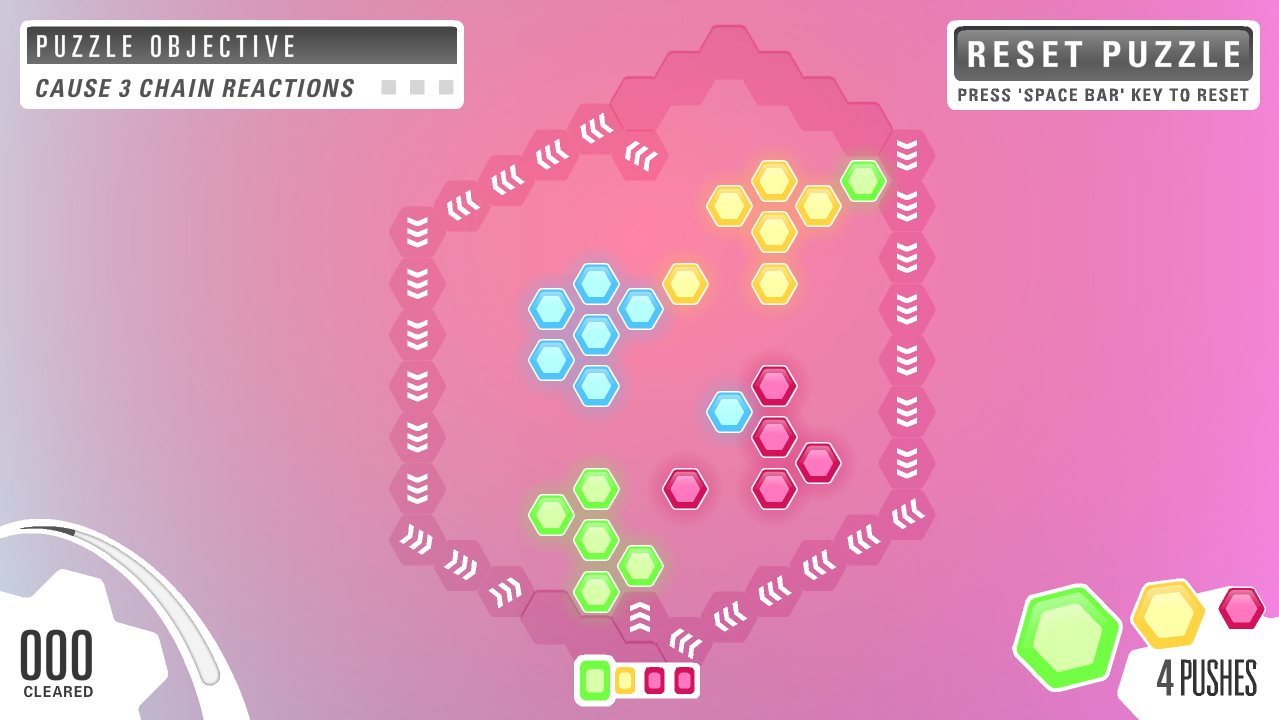 PUZZLE OBJECTIVE
CAUSE 3 CHAIN REACTIONS
RESET PUZZLE
PRESS 'SPACE BAR' KEY TO RESET
000
CLEARED
4 PUSHES